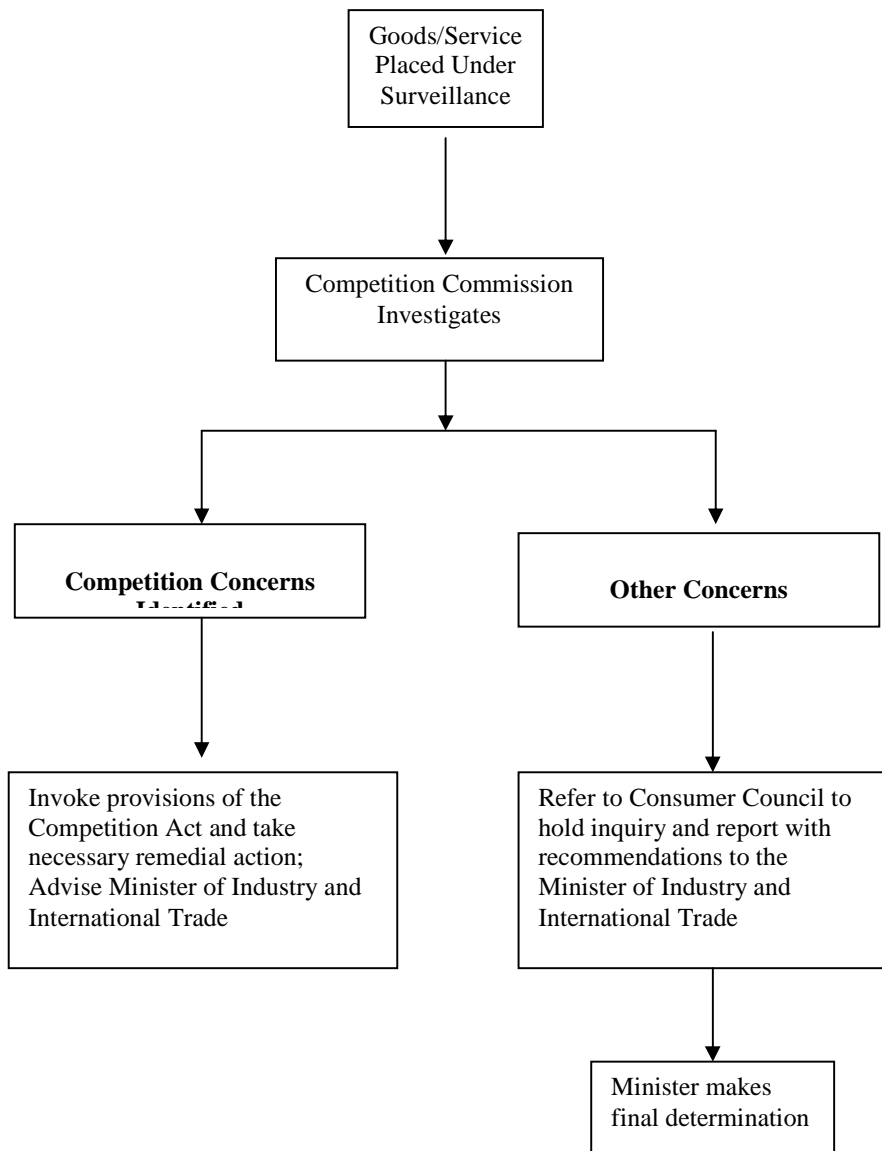 Goods/Service
Placed Under
Surveillance
Competition Commission
Investigates
Competition Concerns
Identified
Other Concerns
Invoke provisions of the
Competition Act and take
necessary remedial action;
Advise Minister of Industry and
International Trade
Refer to Consumer Council to
hold inquiry and report with
recommendations to the
Minister of Industry and
International Trade
Minister makes
final determination